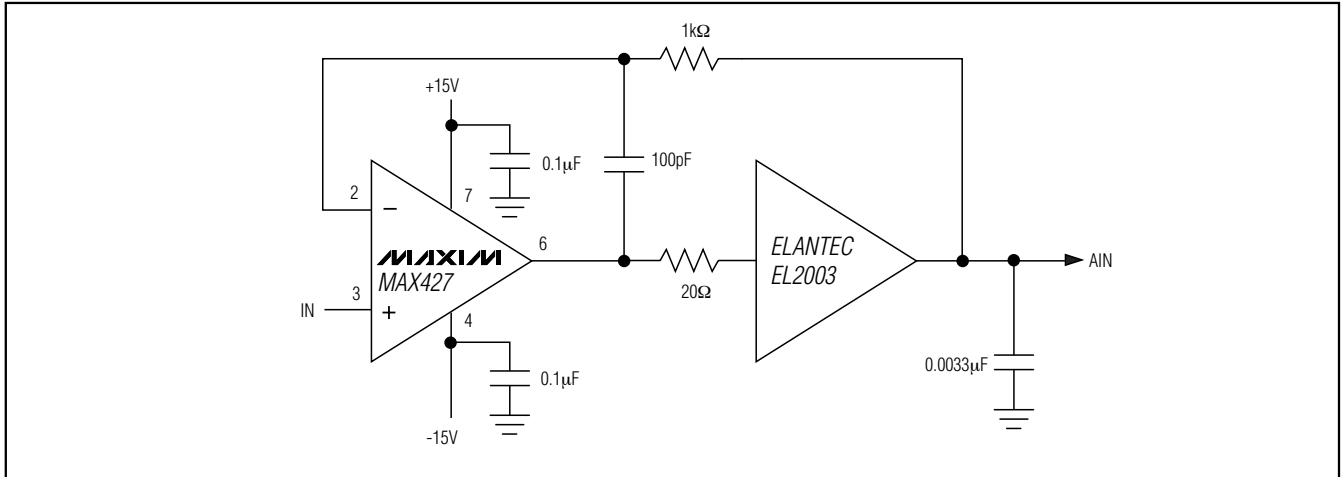 1kΩ
+15V
0.1µF
100pF
2
7
−
MAXIM
MAX427
6
ELANTEC
EL2003
AIN
3
IN
+
4
20Ω
0.1µF
0.0033µF
-15V